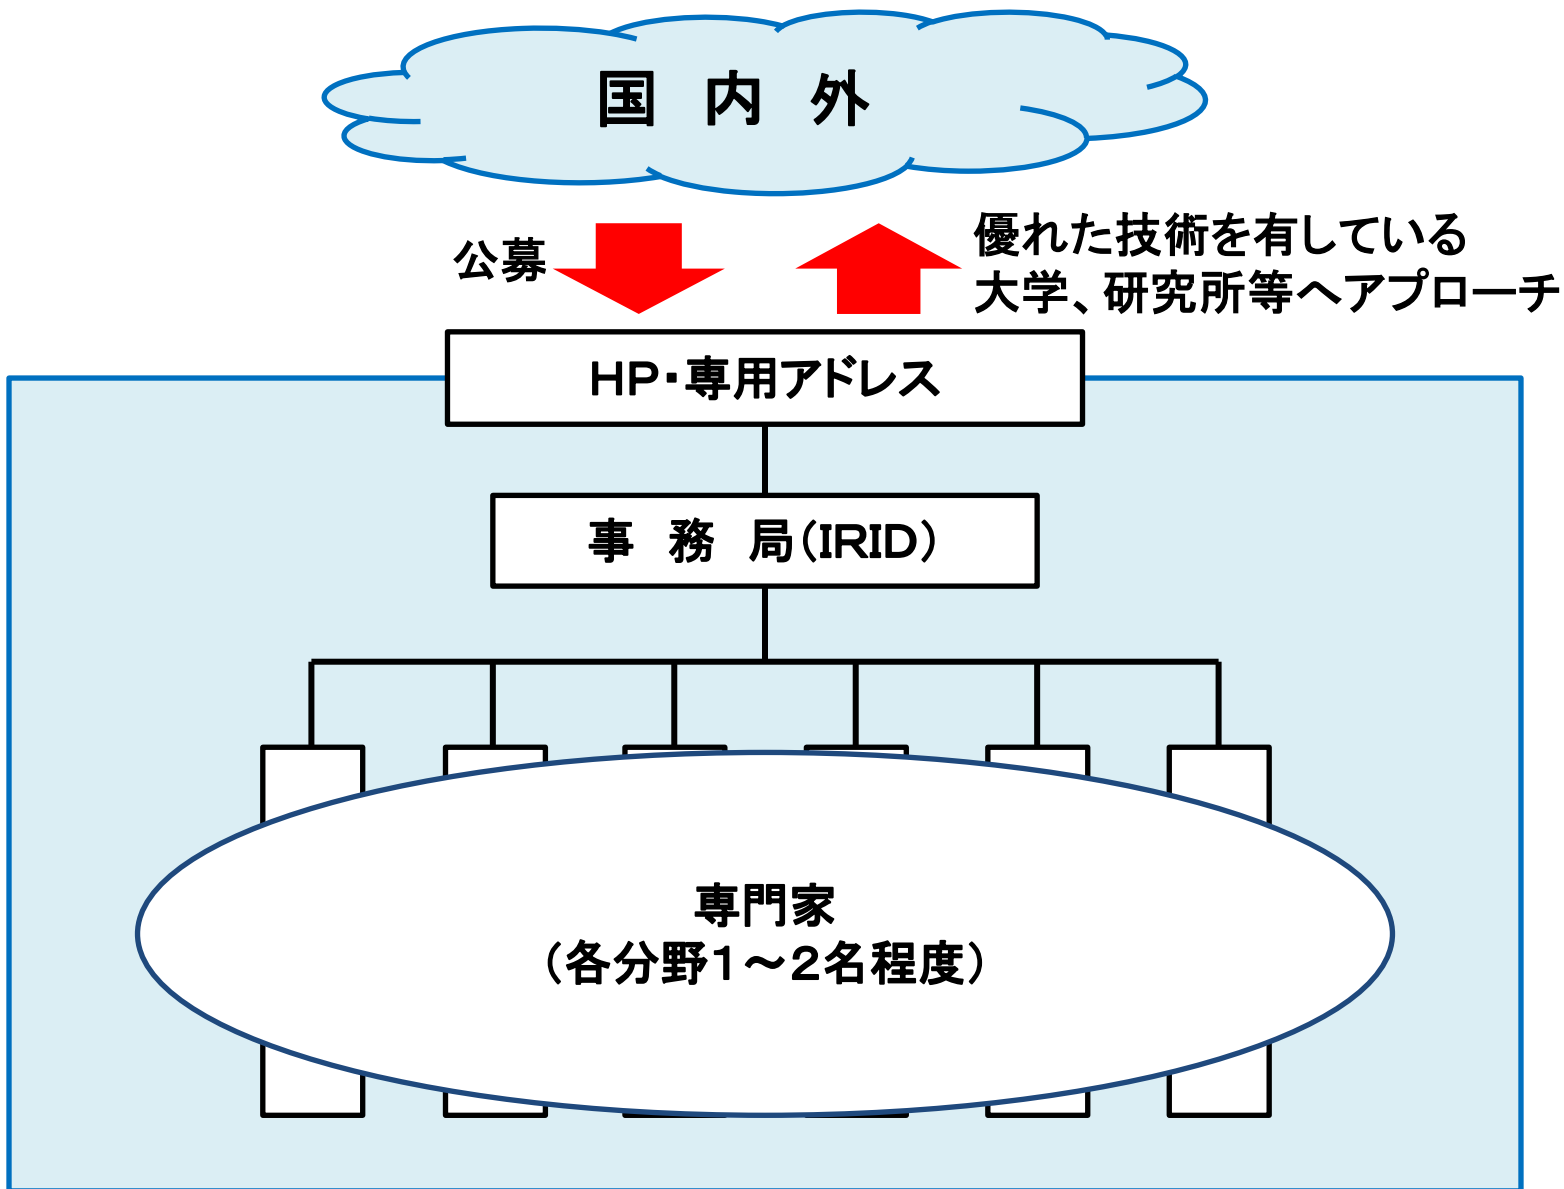 国　内　外
公募
優れた技術を有している
大学、研究所等へアプローチ
ＨＰ・専用アドレス
事　務　局（ＩＲＩＤ）
専門家
（各分野１～２名程度）